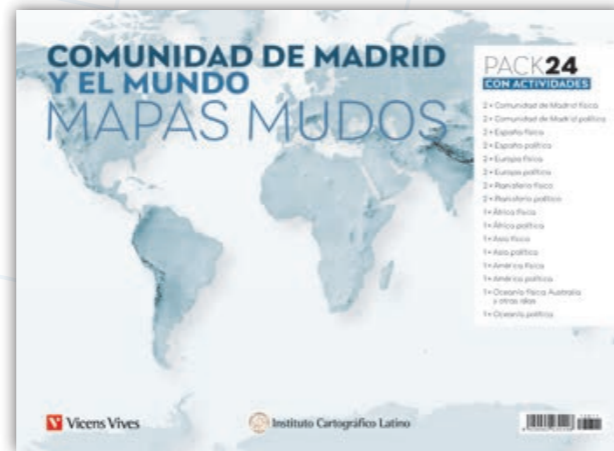 COMUNIDAD DE MADRID
Y EL MUNDO
MAPAS MUDOS
PACK24
CON ACTIVIDADES
2 • Comunidad de Madrid física
2 • Comunidad de Madrid política
2 • España física
2 • España política
2 • Europa física
2 • Europa política
2 • Planisferio físico
2 • Planisferio político
1 • África física
1 • África política
1 • Asia física
1 • Asia política
1 • América física
1 • América política
1 • Oceanía física Australia
y otras islas
1 • Oceanía política
Vicens Vives
Instituto Cartográfico Latino